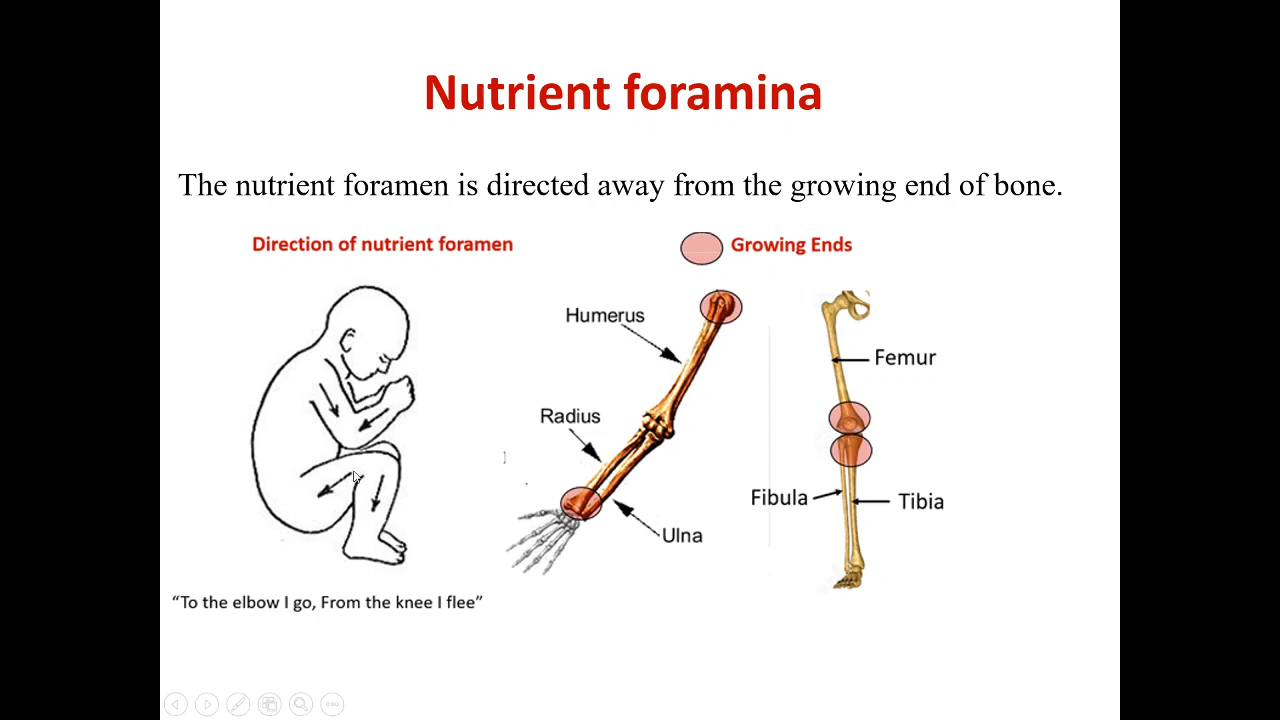 Nutrient foramina
The nutrient foramen is directed away from the growing end of bone.
Direction of nutrient foramen
Growing Ends
Humerus
Radius
Ulna
Femur
Fibula
Tibia
“To the elbow I go, From the knee I flee”